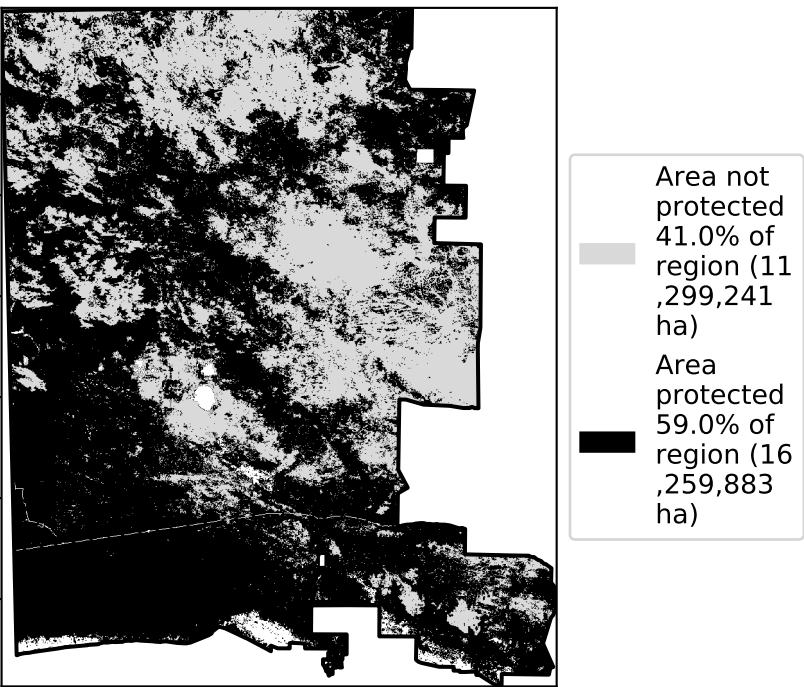 Area not
protected
41.0% of
region (11
,299,241
ha)
Area
protected
59.0% of
region (16
,259,883
ha)